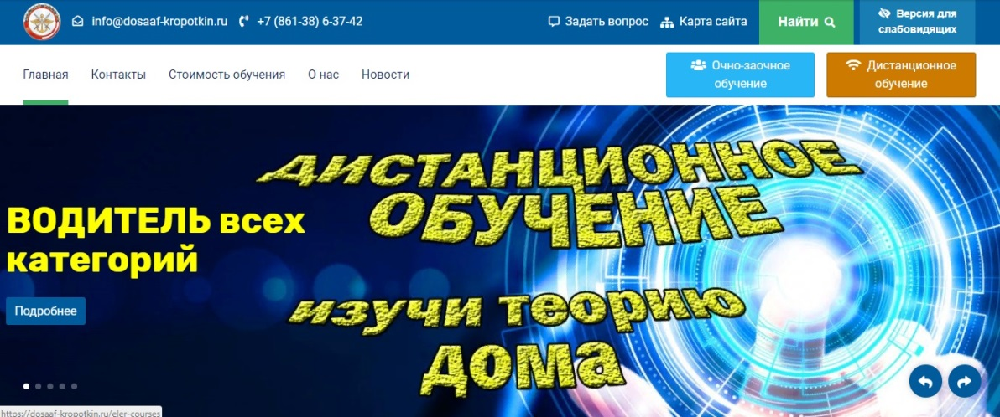 info@dosaaf-kropotkin.ru +7 (861-38) 6-37-42 Задать вопрос Карта сайта Найти
Версия для
слабовидящих
Главная Контакты Стоимость обучения О нас Новости
Очно-заочное
обучение
Дистанционное
обучение
ДИСТАНЦИОННОЕ
ОБУЧЕНИЕ
ВОДИТЕЛЬ всех
категорий
изучи теорию
дома
Подробнее
https://dosaaf-kropotkin.ru/eler-courses